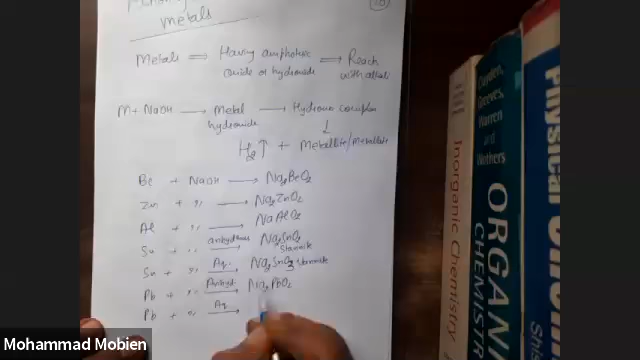 metals
10
Metals ⟹ Having amphoteric oxide or hydroxide ⟹ Reach with alkali
M + NaOH ⟶ Metal hydroxide ⟶ Hydroxo complex
↓
H₂↑ + Metallite/Metallate
Be + NaOH ⟶ Na₂BeO₂
Zn + ,, ⟶ Na₂ZnO₂
Al + ,, ⟶ NaAlO₂
Sn + ,, anhydrous ⟶ Na₂SnO₂ Stannite
Sn + ,, Aq. ⟶ Na₂SnO₃ Stannate
Pb + ,, ⟶ Na₂PbO₂
Pb + ,, Aq ⟶
Inorganic Chemistry
Clayden, Greeves, Warren and Wothers
ORGANIC CHEMISTRY
Physical
Mohammad Mobien